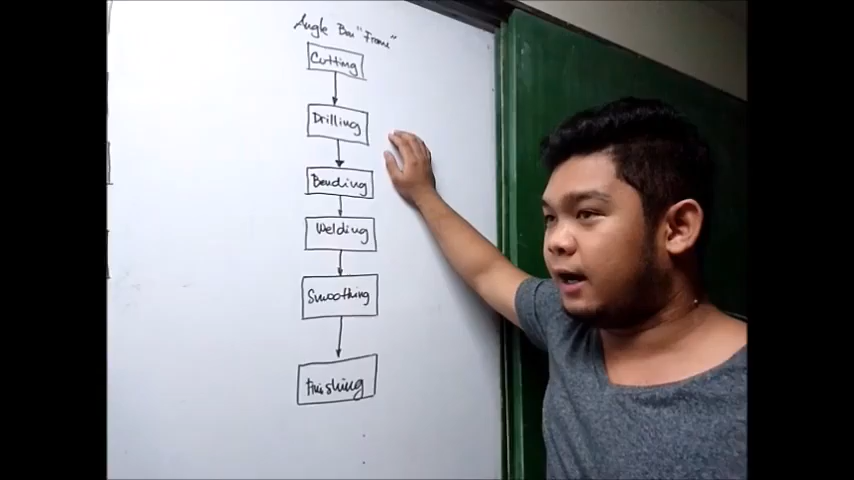 Angle Bar "Frame"
Cutting
Drilling
Bending
Welding
Smoothing
Finishing